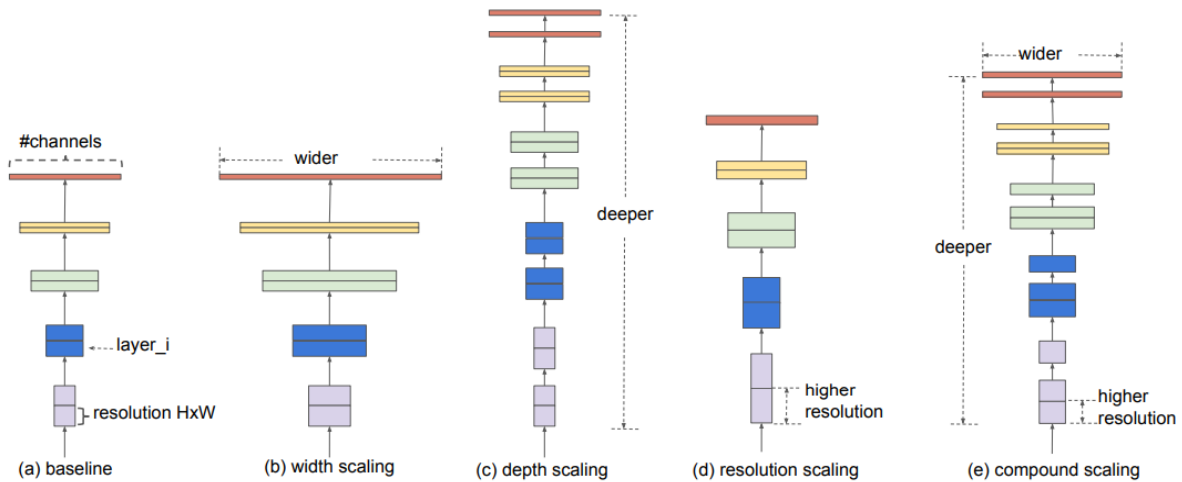 #channels
layer_i
resolution HxW
(a) baseline
wider
(b) width scaling
deeper
(c) depth scaling
higher
resolution
(d) resolution scaling
wider
deeper
higher
resolution
(e) compound scaling